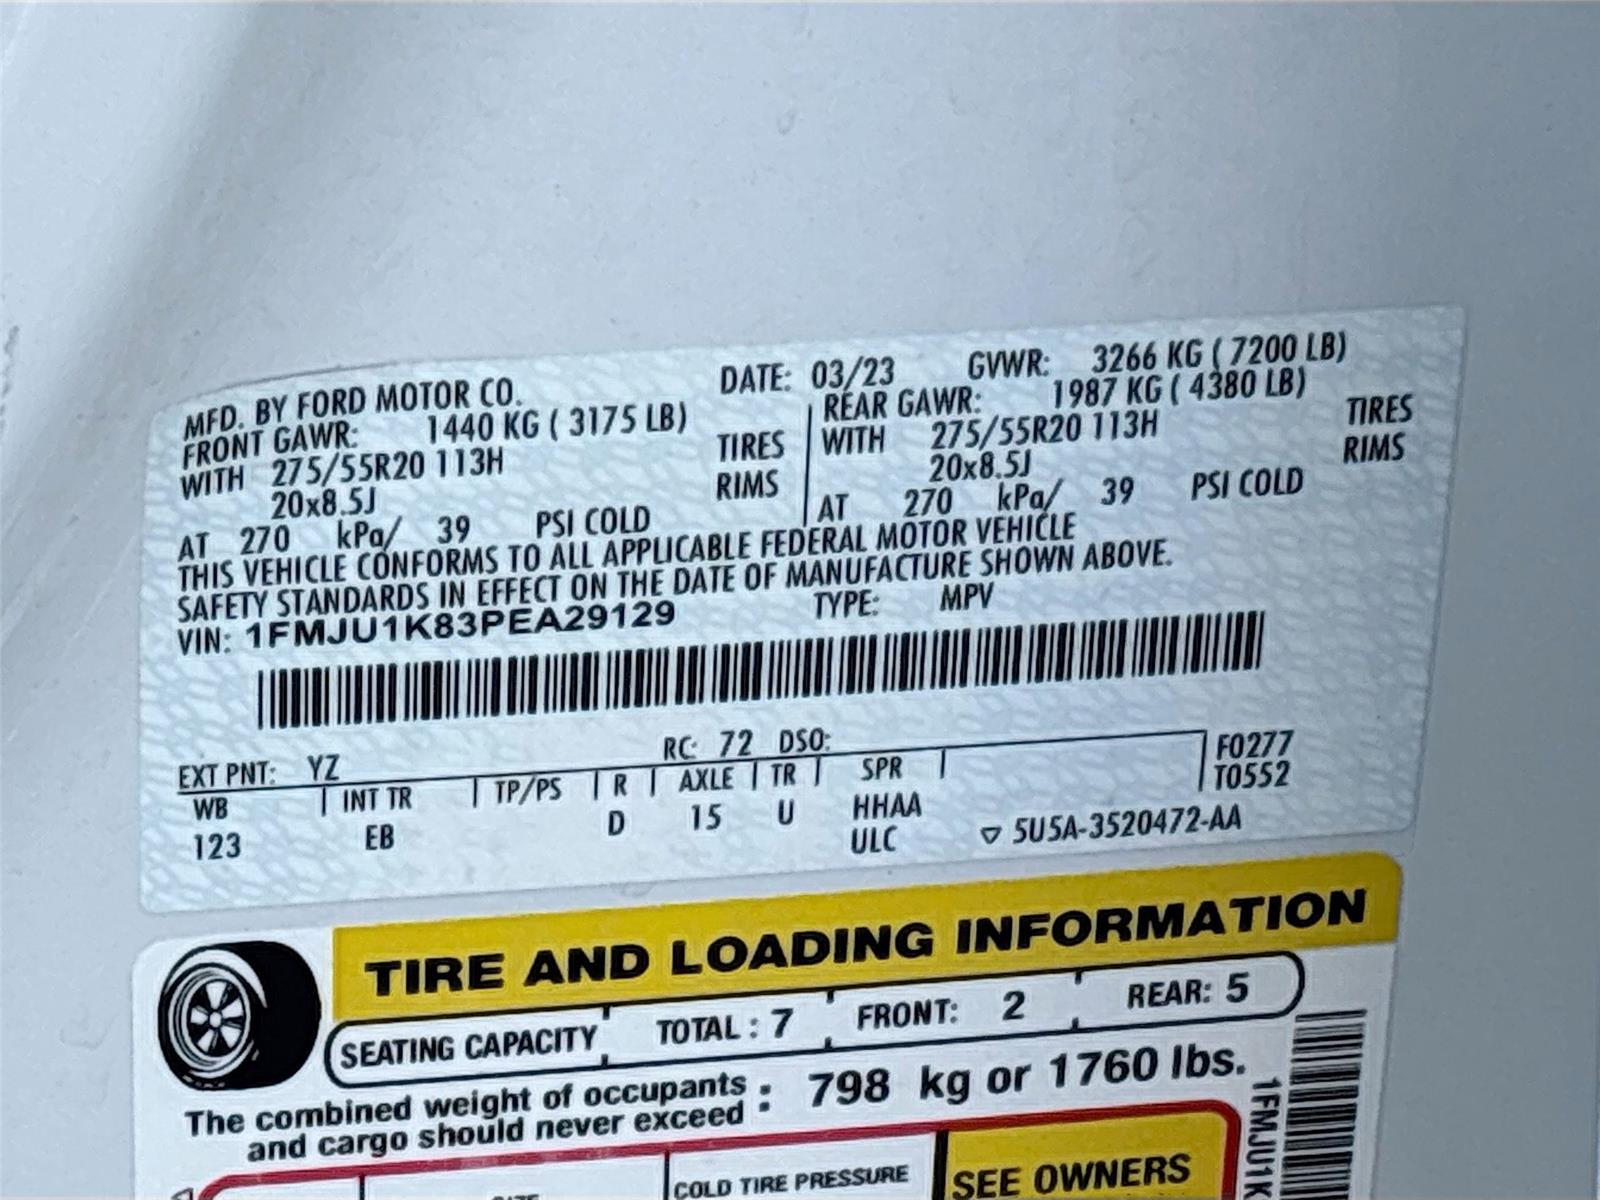 MFD. BY FORD MOTOR CO. DATE: 03/23 GVWR: 3266 KG ( 7200 LB)
FRONT GAWR: 1440 KG ( 3175 LB) REAR GAWR: 1987 KG ( 4380 LB)
WITH 275/55R20 113H TIRES WITH 275/55R20 113H TIRES
20x8.5J RIMS 20x8.5J RIMS
AT 270 kPa/ 39 PSI COLD AT 270 kPa/ 39 PSI COLD
THIS VEHICLE CONFORMS TO ALL APPLICABLE FEDERAL MOTOR VEHICLE
SAFETY STANDARDS IN EFFECT ON THE DATE OF MANUFACTURE SHOWN ABOVE.
VIN: 1FMJU1K83PEA29129 TYPE: MPV
EXT PNT: YZ RC: 72 DSO: F0277
WB INT TR TP/PS R AXLE TR SPR T0552
123 EB D 15 U HHAA
ULC 5U5A-3520472-AA
TIRE AND LOADING INFORMATION
SEATING CAPACITY TOTAL : 7 FRONT: 2 REAR: 5
The combined weight of occupants
and cargo should never exceed : 798 kg or 1760 lbs.
COLD TIRE PRESSURE SEE OWNERS
1FMJU1K